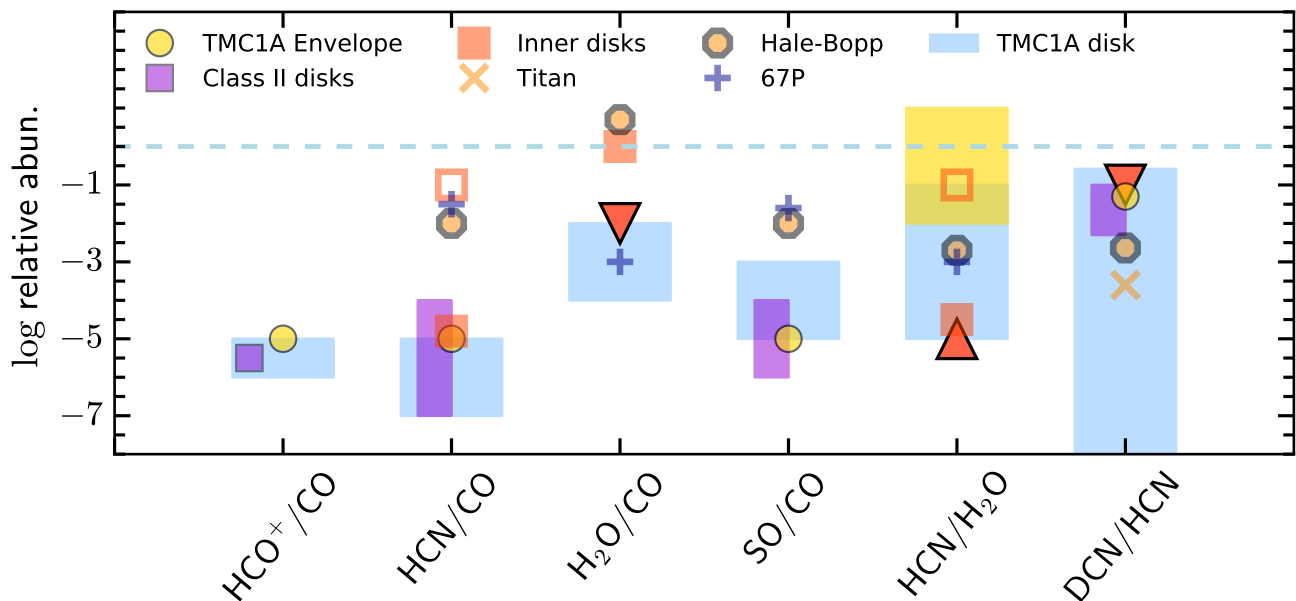 TMC1A Envelope Inner disks Hale-Bopp TMC1A disk
Class II disks Titan 67P
log relative abun.
−1
−3
−5
−7
HCO⁺/CO
HCN/CO
H₂O/CO
SO/CO
HCN/H₂O
DCN/HCN